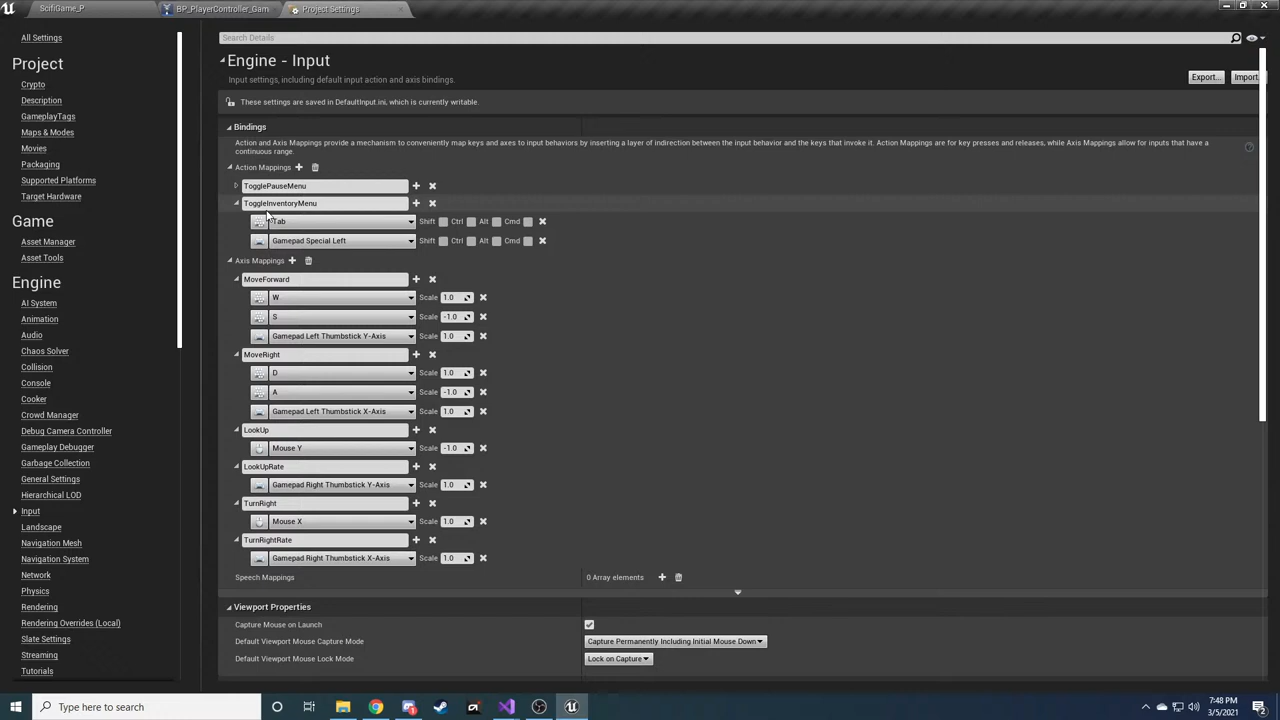 ScifiGame_P
BP_PlayerController_Gam
Project Settings
All Settings
Project
Crypto
Description
GameplayTags
Maps & Modes
Movies
Packaging
Supported Platforms
Target Hardware
Game
Asset Manager
Asset Tools
Engine
AI System
Animation
Audio
Chaos Solver
Collision
Console
Cooker
Crowd Manager
Debug Camera Controller
Gameplay Debugger
Garbage Collection
General Settings
Hierarchical LOD
Input
Landscape
Navigation Mesh
Navigation System
Network
Physics
Rendering
Rendering Overrides (Local)
Slate Settings
Streaming
Tutorials
Search Details
Engine - Input
Input settings, including default input action and axis bindings.
Export...
Import
These settings are saved in DefaultInput.ini, which is currently writable.
Bindings
Action and Axis Mappings provide a mechanism to conveniently map keys and axes to input behaviors by inserting a layer of indirection between the input behavior and the keys that invoke it. Action Mappings are for key presses and releases, while Axis Mappings allow for inputs that have a
continuous range.
Action Mappings
TogglePauseMenu
ToggleInventoryMenu
Tab Shift Ctrl Alt Cmd
Gamepad Special Left Shift Ctrl Alt Cmd
Axis Mappings
MoveForward
W Scale 1.0
S Scale -1.0
Gamepad Left Thumbstick Y-Axis Scale 1.0
MoveRight
D Scale 1.0
A Scale -1.0
Gamepad Left Thumbstick X-Axis Scale 1.0
LookUp
Mouse Y Scale -1.0
LookUpRate
Gamepad Right Thumbstick Y-Axis Scale 1.0
TurnRight
Mouse X Scale 1.0
TurnRightRate
Gamepad Right Thumbstick X-Axis Scale 1.0
Speech Mappings 0 Array elements
Viewport Properties
Capture Mouse on Launch
Default Viewport Mouse Capture Mode Capture Permanently Including Initial Mouse Down
Default Viewport Mouse Lock Mode Lock on Capture
Type here to search
7:48 PM
3/5/2021